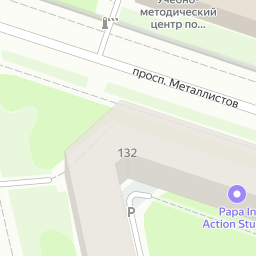 Учебно-
методический
центр по...
просп. Металлистов
132
P
Papa In
Action Stu